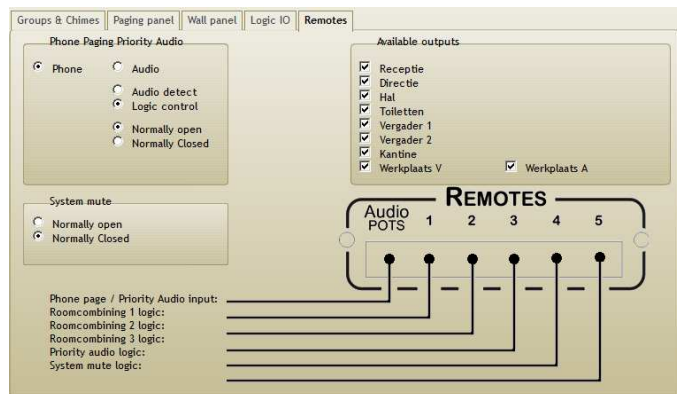 Groups & Chimes Paging panel Wall panel Logic IO Remotes
Phone Paging Priority Audio
Phone Audio
Audio detect
Logic control
Normally open
Normally Closed
Available outputs
Receptie
Directie
Hal
Toiletten
Vergader 1
Vergader 2
Kantine
Werkplaats V Werkplaats A
System mute
Normally open
Normally Closed
REMOTES
Audio POTS 1 2 3 4 5
Phone page / Priority Audio input:
Roomcombining 1 logic:
Roomcombining 2 logic:
Roomcombining 3 logic:
Priority audio logic:
System mute logic: